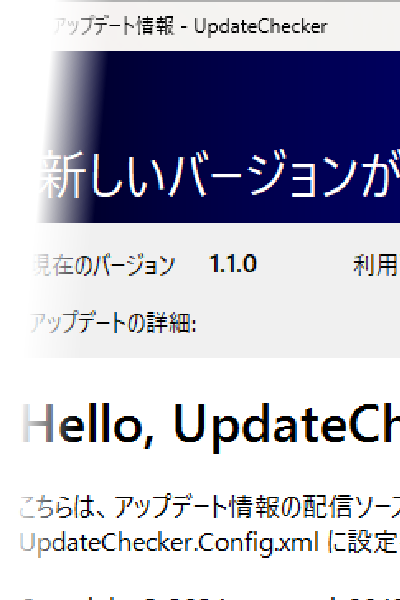 アップデート情報 - UpdateChecker
新しいバージョンが
現在のバージョン 1.1.0 利用
アップデートの詳細:
Hello, UpdateCh
こちらは、アップデート情報の配信ソース
UpdateChecker.Config.xml に設定